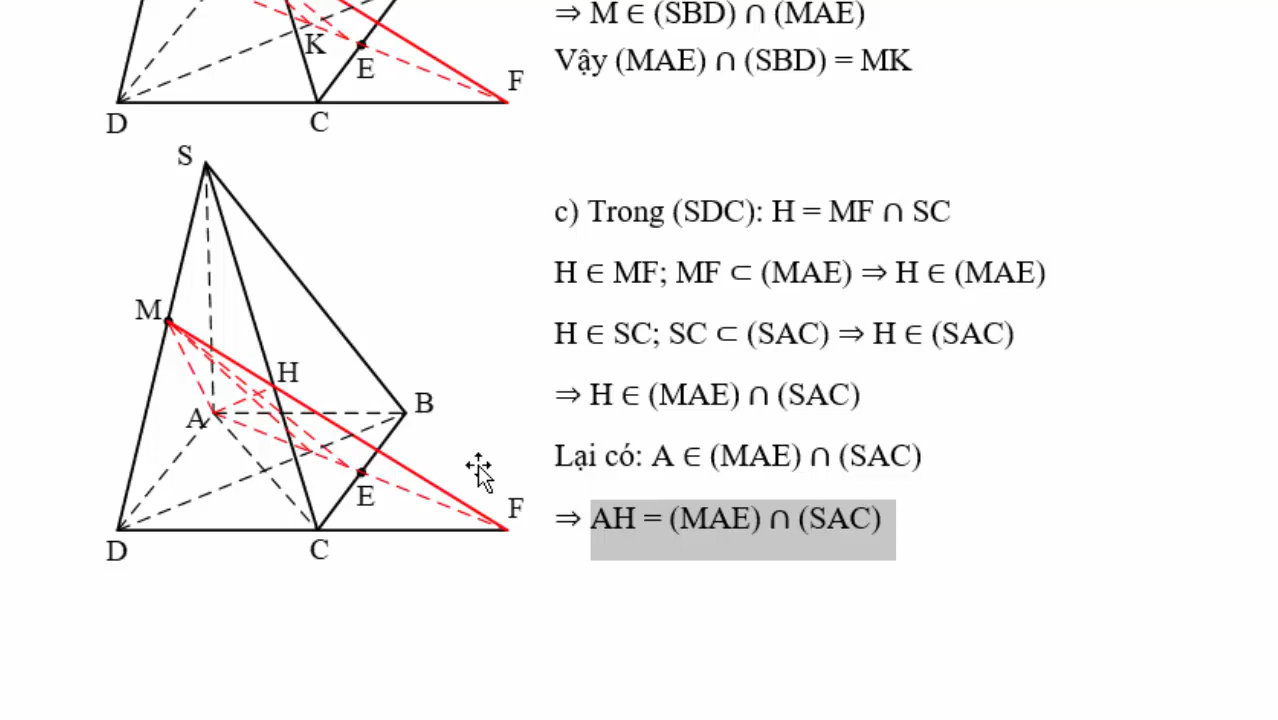 ⇒ M ∈ (SBD) ∩ (MAE)
K
Vậy (MAE) ∩ (SBD) = MK
E
F
D
C
S
c) Trong (SDC): H = MF ∩ SC
H ∈ MF; MF ⊂ (MAE) ⇒ H ∈ (MAE)
M
H ∈ SC; SC ⊂ (SAC) ⇒ H ∈ (SAC)
H
⇒ H ∈ (MAE) ∩ (SAC)
B
A
Lại có: A ∈ (MAE) ∩ (SAC)
E
F
⇒ AH = (MAE) ∩ (SAC)
D
C